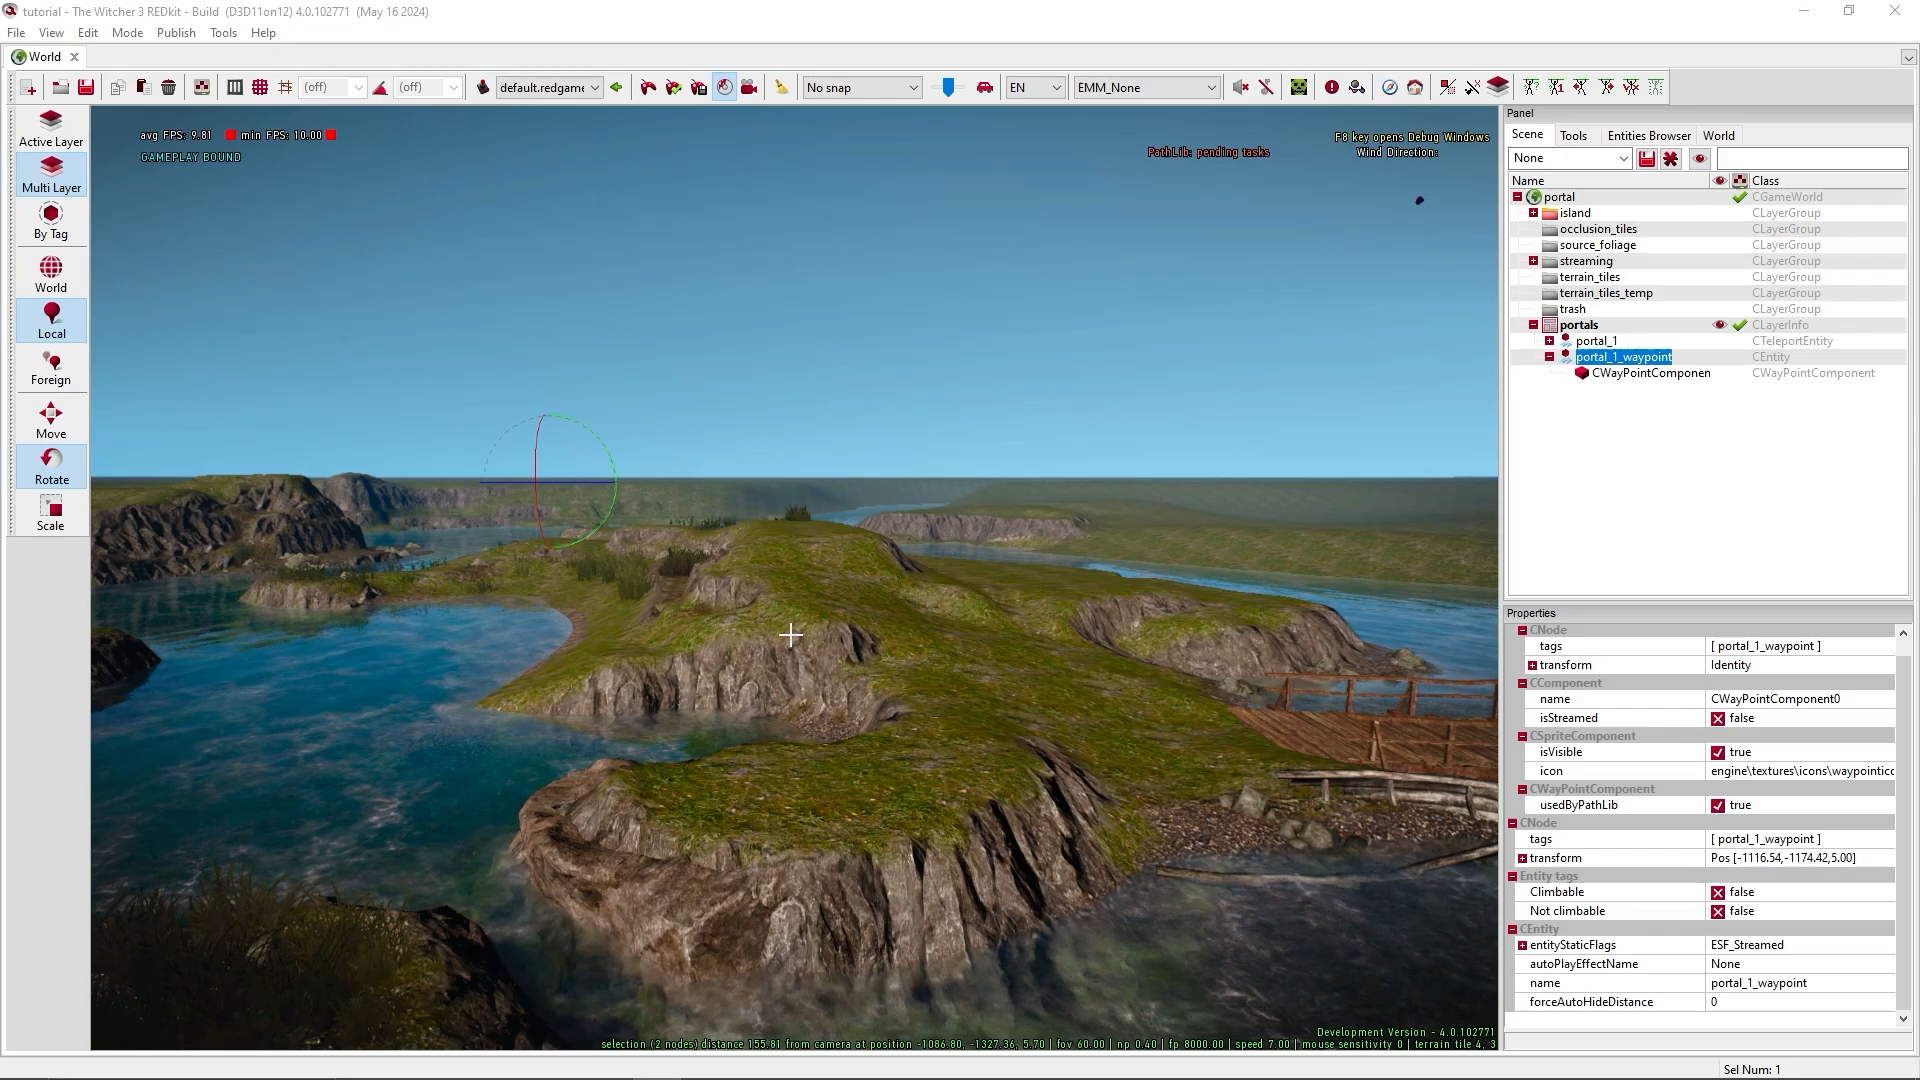 tutorial - The Witcher 3 REDkit - Build  (D3D11on12) 4.0.102771  (May 16 2024)
File View Edit Mode Publish Tools Help
World
(off) (off) default.redgame No snap EN EMM_None
Active Layer
Multi Layer
By Tag
World
Local
Foreign
Move
Rotate
Scale
avg FPS: 9.81 min FPS: 10.00
GAMEPLAY BOUND
PathLib: pending tasks
F8 key opens Debug Windows
Wind Direction:
Development Version - 4.0.102771
selection (2 nodes) distance 155.81 from camera at position -1086.80, -1327.36, 5.70 | fov 60.00 | np 0.40 | fp 8000.00 | speed 7.00 | mouse sensitivity 0 | terrain tile 4, 3
Panel
Scene Tools Entities Browser World
None
Name Class
portal CGameWorld
island CLayerGroup
occlusion_tiles CLayerGroup
source_foliage CLayerGroup
streaming CLayerGroup
terrain_tiles CLayerGroup
terrain_tiles_temp CLayerGroup
trash CLayerGroup
portals CLayerInfo
portal_1 CTeleportEntity
portal_1_waypoint CEntity
CWayPointComponen CWayPointComponent
Properties
CNode
tags [ portal_1_waypoint ]
transform Identity
CComponent
name CWayPointComponent0
isStreamed false
CSpriteComponent
isVisible true
icon engine\textures\icons\waypointicc
CWayPointComponent
usedByPathLib true
CNode
tags [ portal_1_waypoint ]
transform Pos [-1116.54,-1174.42,5.00]
Entity tags
Climbable false
Not climbable false
CEntity
entityStaticFlags ESF_Streamed
autoPlayEffectName None
name portal_1_waypoint
forceAutoHideDistance 0
Sel Num: 1